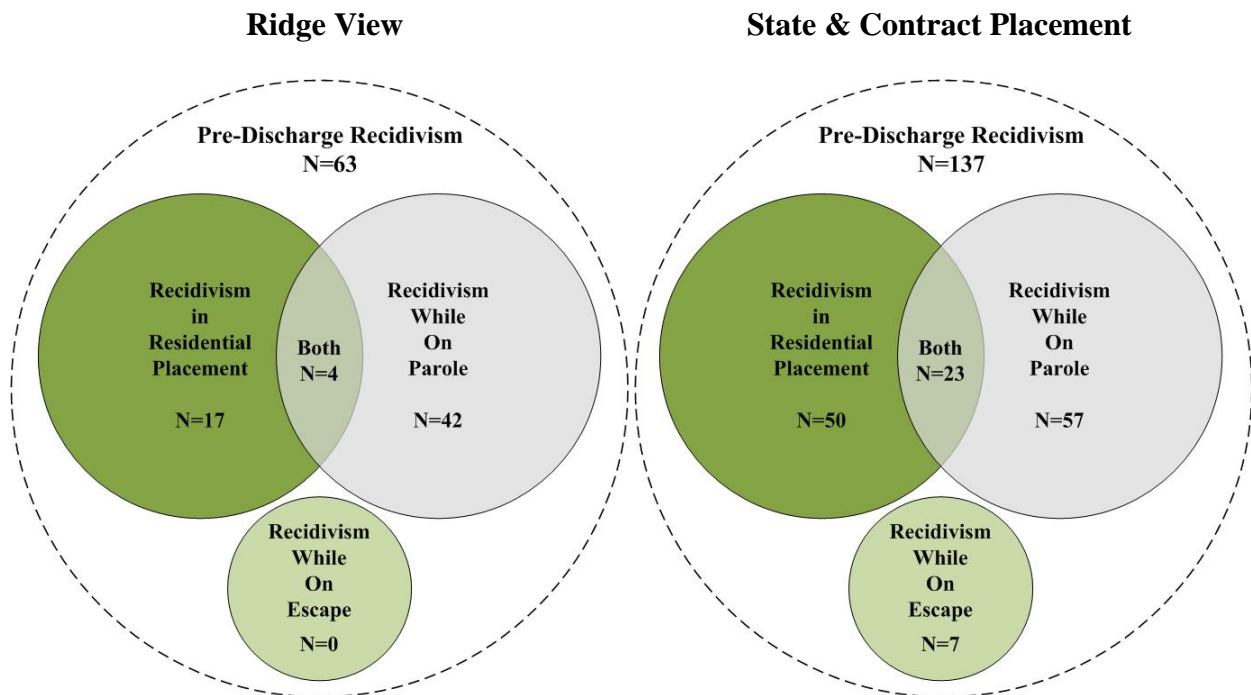 Ridge View
State & Contract Placement
Pre-Discharge Recidivism
N=63
Recidivism
in
Residential
Placement
N=17
Both
N=4
Recidivism
While
On
Parole
N=42
Recidivism
While
On
Escape
N=0
Pre-Discharge Recidivism
N=137
Recidivism
in
Residential
Placement
N=50
Both
N=23
Recidivism
While
On
Parole
N=57
Recidivism
While
On
Escape
N=7